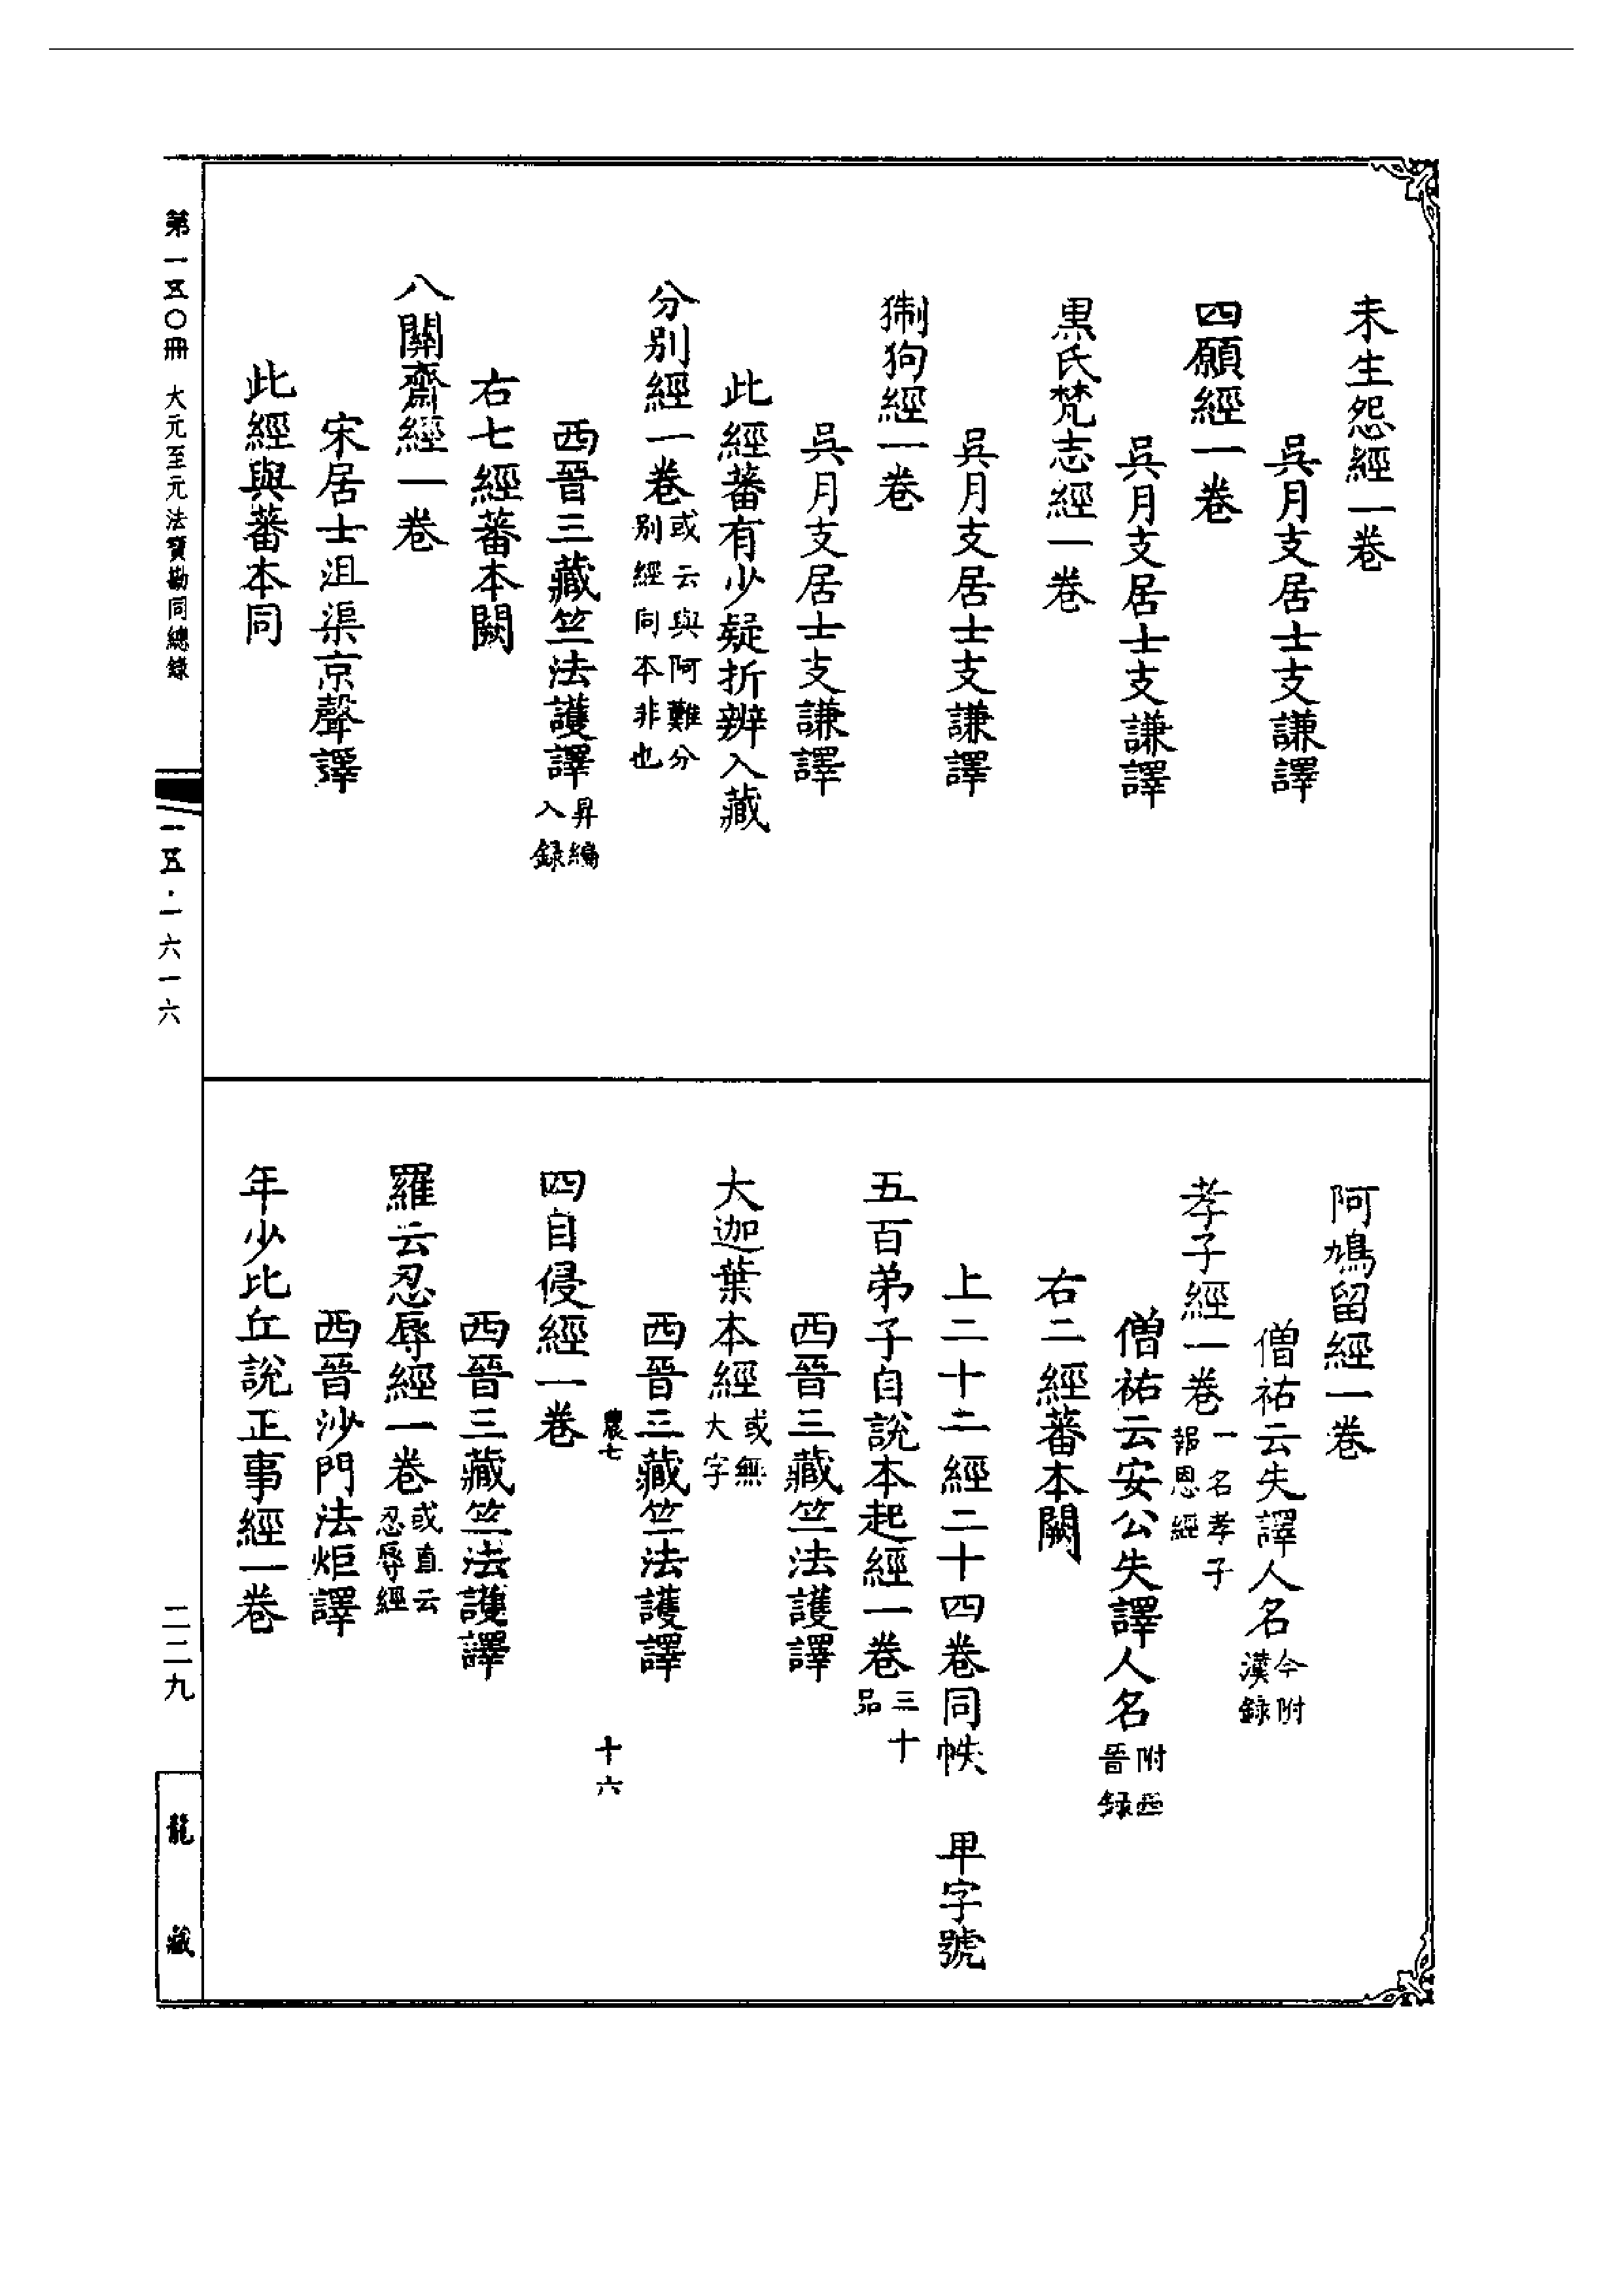 未生怨經一卷
吳月支居士支謙譯
四願經一卷
吳月支居士支謙譯
黒氏梵志經一卷
吳月支居士支謙譯
猘狗經一卷
吳月支居士支謙譯
此經蕃有少疑折辨入藏
分别經一卷或云與阿難分别經同本非也
西晉三藏竺法護譯昇編入録
右七經蕃本闕
八關齋經一卷
宋居士沮渠京聲譯
此經與蕃本同
阿鳩留經一卷
僧祐云失譯人名今附漢録
孝子經一卷一名孝子報恩經
僧祐云安公失譯人名附西晉録
右二經蕃本闕
上二十二經二十四卷同帙 甲字號
五百弟子自說本起經一卷三十品
西晉三藏竺法護譯
大迦葉本經或無大字
西晉三藏竺法護譯
農七 十六
四自侵經一卷
西晉三藏竺法護譯
羅云忍辱經一卷或直云忍辱經
西晉沙門法炬譯
年少比丘說正事經一卷
第一五〇冊 大元至元法寶勘同總錄
一五·一六一六
二二九
龍藏